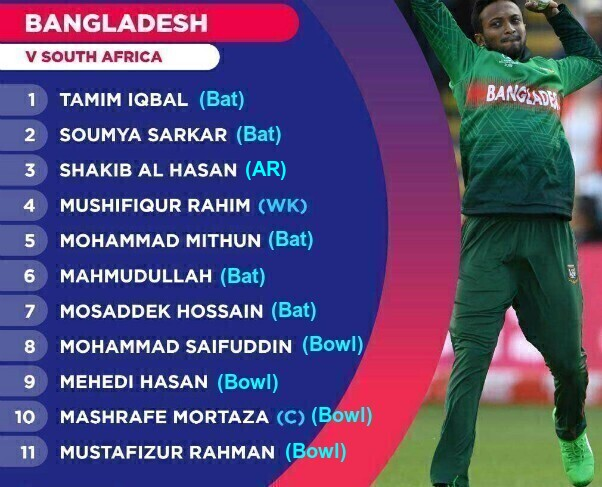 BANGLADESH
V SOUTH AFRICA
1 TAMIM IQBAL (Bat)
2 SOUMYA SARKAR (Bat)
3 SHAKIB AL HASAN (AR)
4 MUSHIFIQUR RAHIM (WK)
5 MOHAMMAD MITHUN (Bat)
6 MAHMUDULLAH (Bat)
7 MOSADDEK HOSSAIN (Bat)
8 MOHAMMAD SAIFUDDIN (Bowl)
9 MEHEDI HASAN (Bowl)
10 MASHRAFE MORTAZA (C) (Bowl)
11 MUSTAFIZUR RAHMAN (Bowl)
BANGLADE